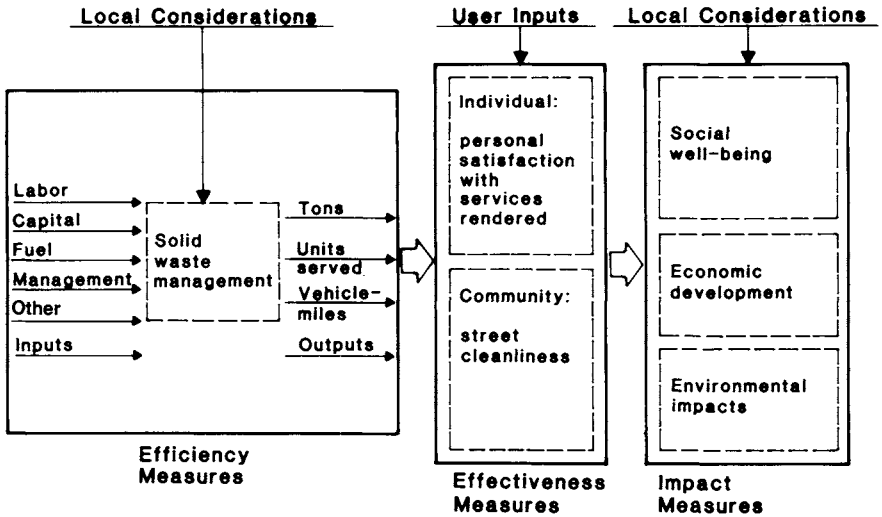 Local Considerations
User Inputs
Local Considerations
Labor
Capital
Fuel
Management
Other
Inputs
Solid
waste
management
Tons
Units
served
Vehicle-
miles
Outputs
Efficiency
Measures
Individual:
personal
satisfaction
with
services
rendered
Community:
street
cleanliness
Effectiveness
Measures
Social
well-being
Economic
development
Environmental
impacts
Impact
Measures